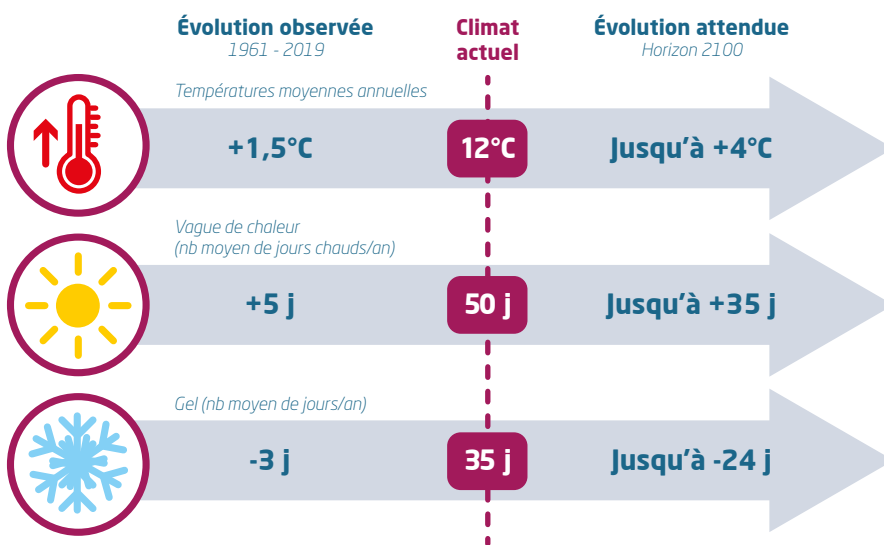 Évolution observée
1961 - 2019
Climat
actuel
Évolution attendue
Horizon 2100
Températures moyennes annuelles
+1,5°C
12°C
Jusqu'à +4°C
Vague de chaleur
(nb moyen de jours chauds/an)
+5 j
50 j
Jusqu'à +35 j
Gel (nb moyen de jours/an)
-3 j
35 j
Jusqu'à -24 j